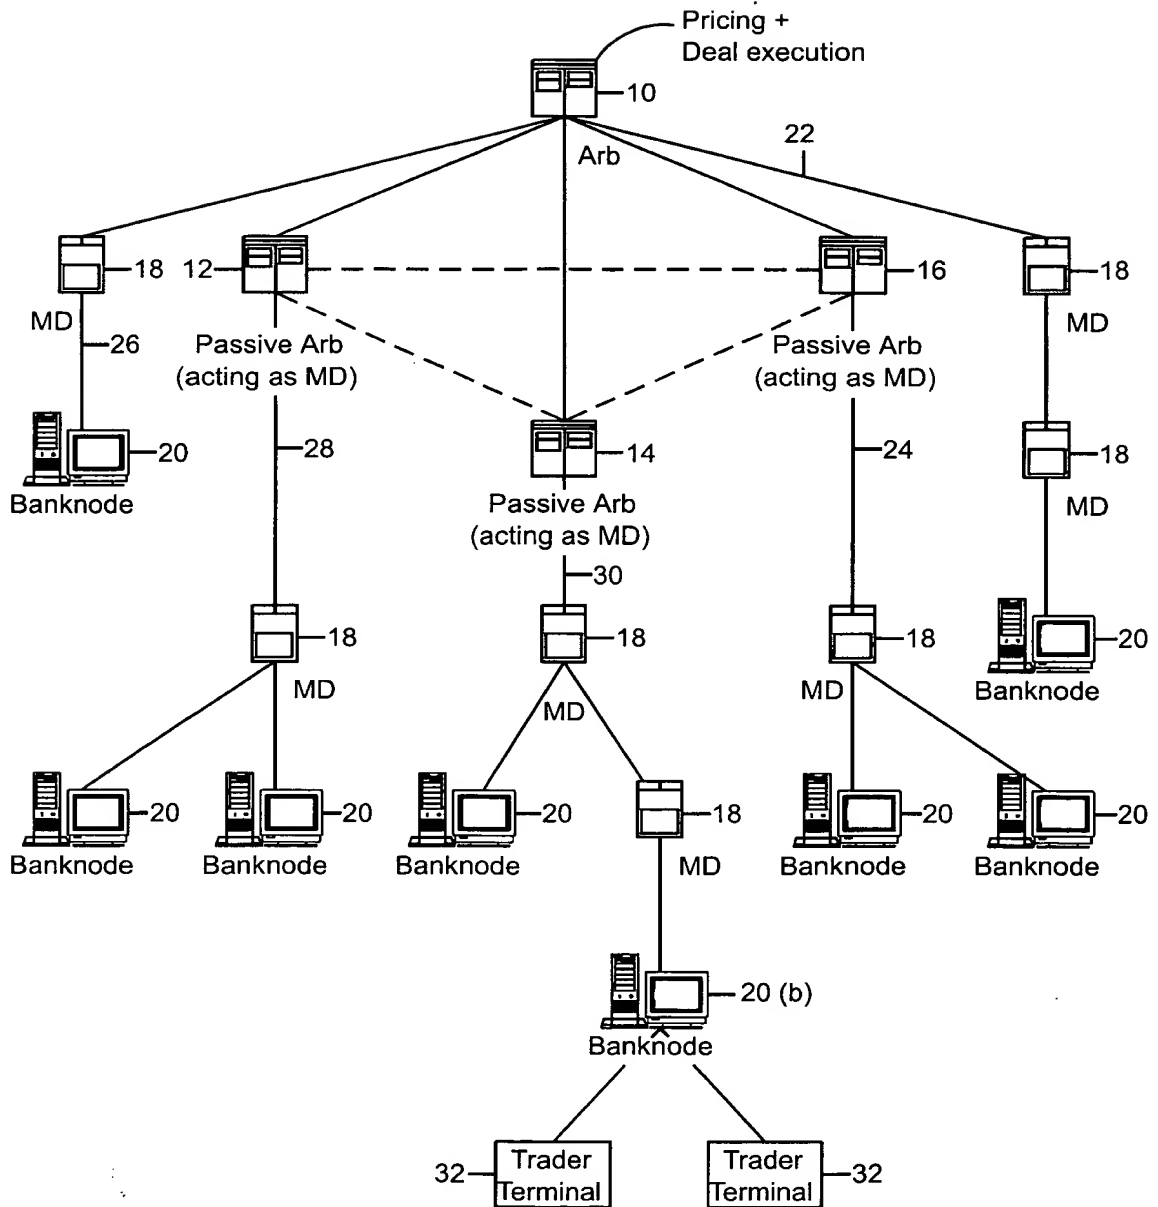 Pricing +
Deal execution
10
Arb
22
18
12
16
18
MD
MD
26
Passive Arb
(acting as MD)
Passive Arb
(acting as MD)
20
28
14
24
18
Banknode
Passive Arb
(acting as MD)
MD
30
18
18
18
20
MD
MD
MD
Banknode
20
20
20
18
20
20
Banknode
Banknode
Banknode
MD
Banknode
Banknode
20 (b)
Banknode
32
Trader
Terminal
Trader
Terminal
32